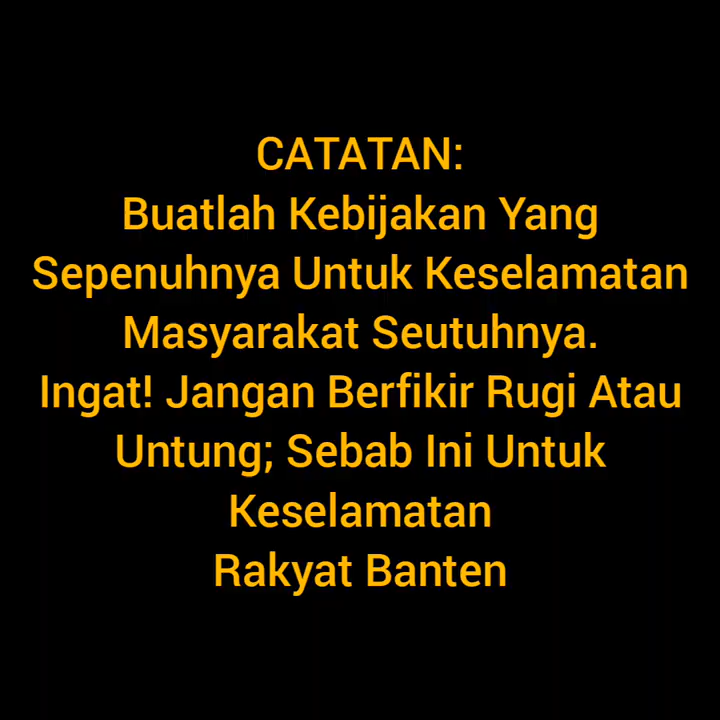 CATATAN:
Buatlah Kebijakan Yang
Sepenuhnya Untuk Keselamatan
Masyarakat Seutuhnya.
Ingat! Jangan Berfikir Rugi Atau
Untung; Sebab Ini Untuk
Keselamatan
Rakyat Banten